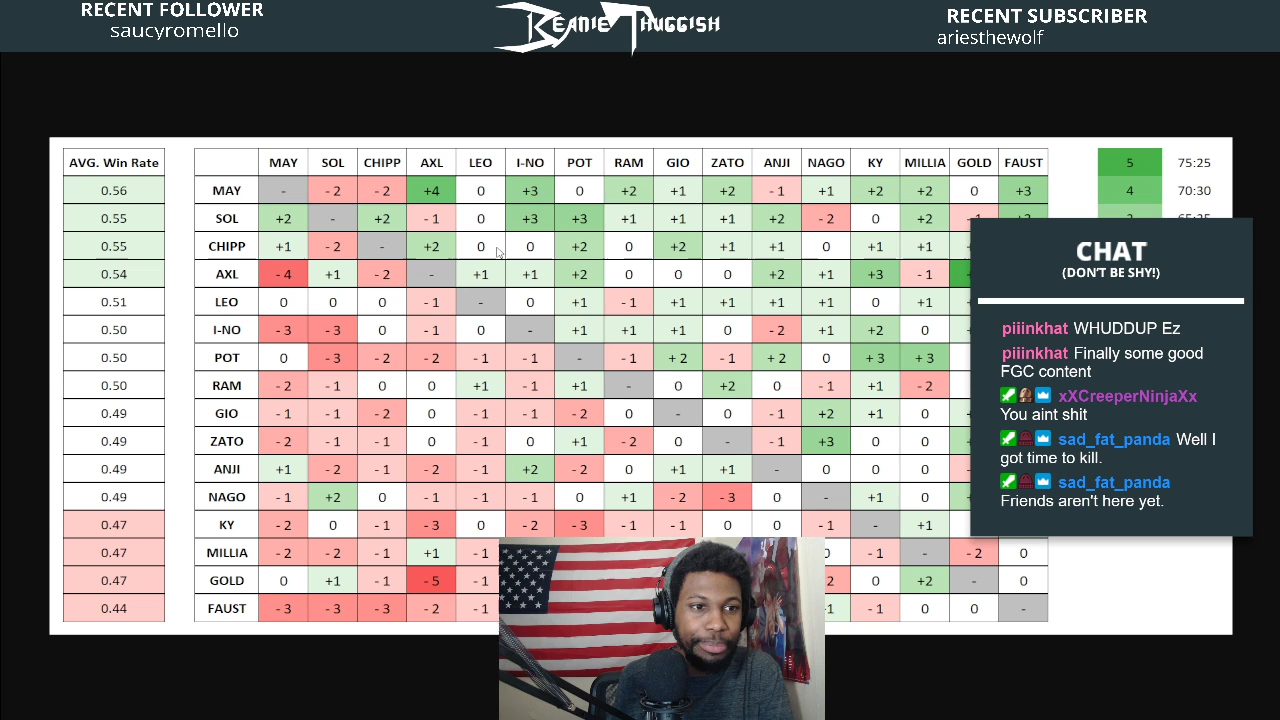 RECENT FOLLOWER
saucyromello
BEANIE THUGGISH
RECENT SUBSCRIBER
ariesthewolf
AVG. Win Rate MAY SOL CHIPP AXL LEO I-NO POT RAM GIO ZATO ANJI NAGO KY MILLIA GOLD FAUST 5 75:25
0.56 MAY - - 2 - 2 +4 0 +3 0 +2 +1 +2 - 1 +1 +2 +2 0 +3 4 70:30
0.55 SOL +2 - +2 - 1 0 +3 +3 +1 +1 +1 +2 - 2 0 +2
0.55 CHIPP +1 - 2 - +2 0 0 +2 0 +2 +1 +1 0 +1 +1
0.54 AXL - 4 +1 - 2 - +1 +1 +2 0 0 0 +2 +1 +3 - 1
0.51 LEO 0 0 0 - 1 - 0 +1 - 1 +1 +1 +1 +1 0 +1
0.50 I-NO - 3 - 3 0 - 1 0 - +1 +1 +1 0 - 2 +1 +2 0
0.50 POT 0 - 3 - 2 - 2 - 1 - 1 - - 1 +2 - 1 +2 0 + 3 + 3
0.50 RAM - 2 - 1 0 0 +1 - 1 +1 - 0 +2 0 - 1 +1 - 2
0.49 GIO - 1 - 1 - 2 0 - 1 - 1 - 2 0 - 0 - 1 +2 +1 0
0.49 ZATO - 2 - 1 - 1 0 - 1 0 +1 - 2 0 - - 1 +3 0 0
0.49 ANJI +1 - 2 - 1 - 2 - 1 +2 - 2 0 +1 +1 - 0 0 0
0.49 NAGO - 1 +2 0 - 1 - 1 - 1 0 +1 - 2 - 3 0 - +1 0
0.47 KY - 2 0 - 1 - 3 0 - 2 - 3 - 1 - 1 0 0 - 1 - +1
0.47 MILLIA - 2 - 2 - 1 +1 - 1 0 - 1 - - 2 0
0.47 GOLD 0 +1 - 1 - 5 - 1 0 +2 - 0
0.44 FAUST - 3 - 3 - 3 - 2 - 1 - 1 0 0 -
CHAT
(DON'T BE SHY!)
piiinkhat WHUDDUP Ez
piiinkhat Finally some good
FGC content
xXCreeperNinjaXx
You aint shit
sad_fat_panda Well I
got time to kill.
sad_fat_panda
Friends aren't here yet.